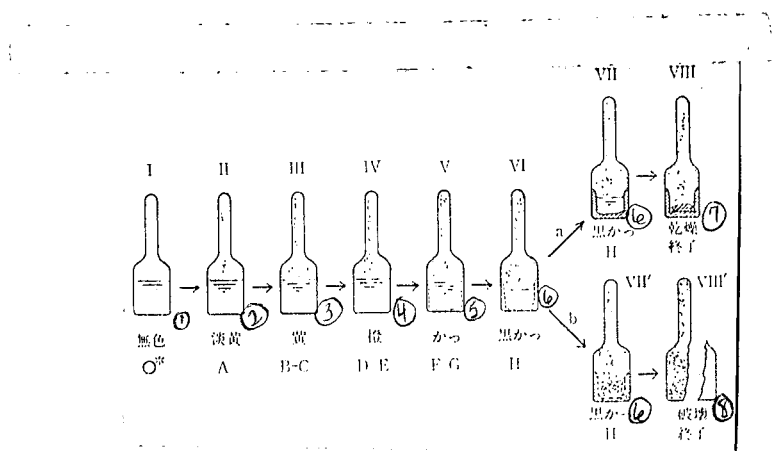 VII VIII
I II III IV V VI
a
⑥ ⑦
黒かっ 乾燥
H 終了
① ② ③ ④ ⑤ ⑥
無色 淡黄 黄 橙 かっ 黒かっ
○* A B-C D-E F-G H
b
VII' VIII'
⑥ ⑧
黒かっ 破壊
H 終了